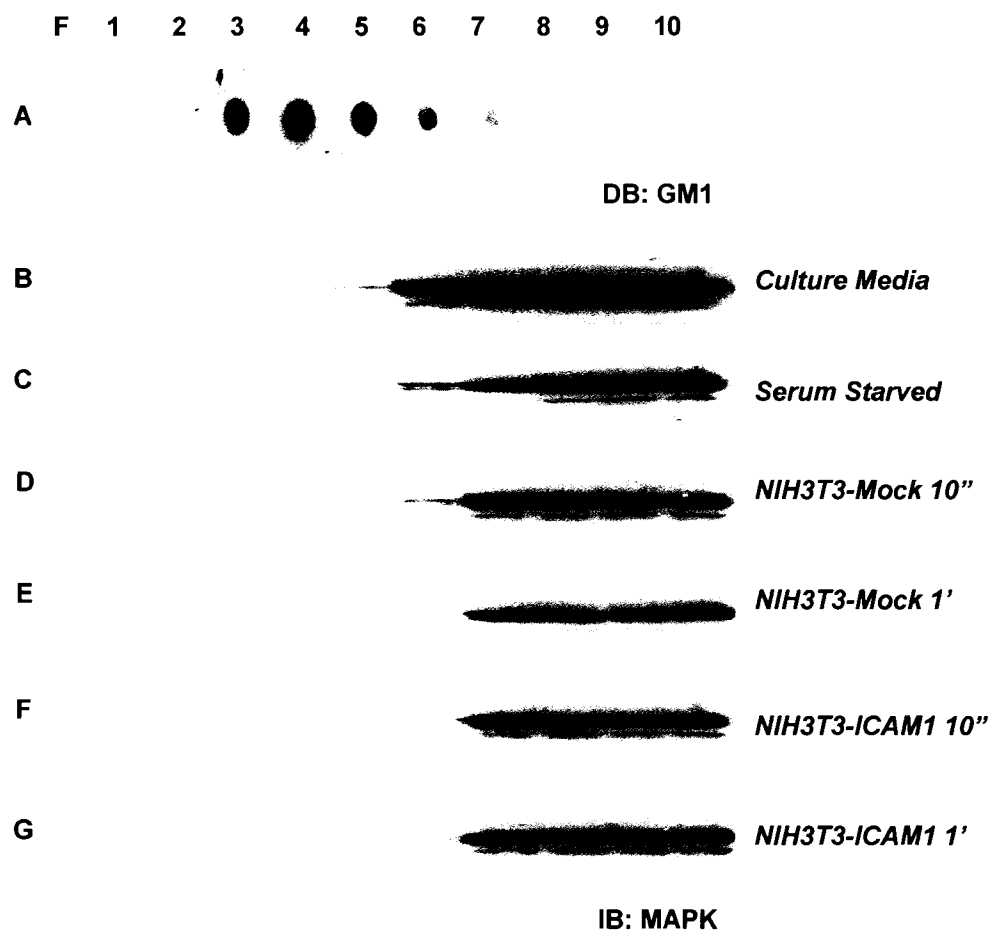 F 1 2 3 4 5 6 7 8 9 10
A
DB: GM1
B Culture Media
C Serum Starved
D NIH3T3-Mock 10”
E NIH3T3-Mock 1’
F NIH3T3-ICAM1 10”
G NIH3T3-ICAM1 1’
IB: MAPK